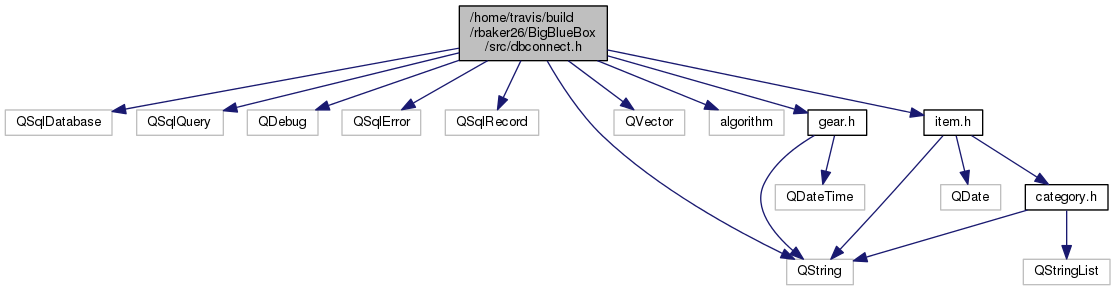 /home/travis/build
/rbaker26/BigBlueBox
/src/dbconnect.h
QSqlDatabase
QSqlQuery
QDebug
QSqlError
QSqlRecord
QVector
algorithm
gear.h
item.h
QDateTime
QDate
category.h
QString
QStringList